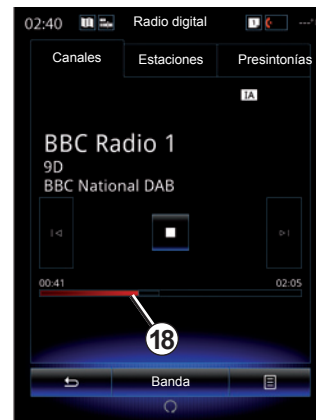 02:40 Radio digital ---°
Canales Estaciones Presintonías
IA
BBC Radio 1
9D
BBC National DAB
00:41 02:05
18
Banda